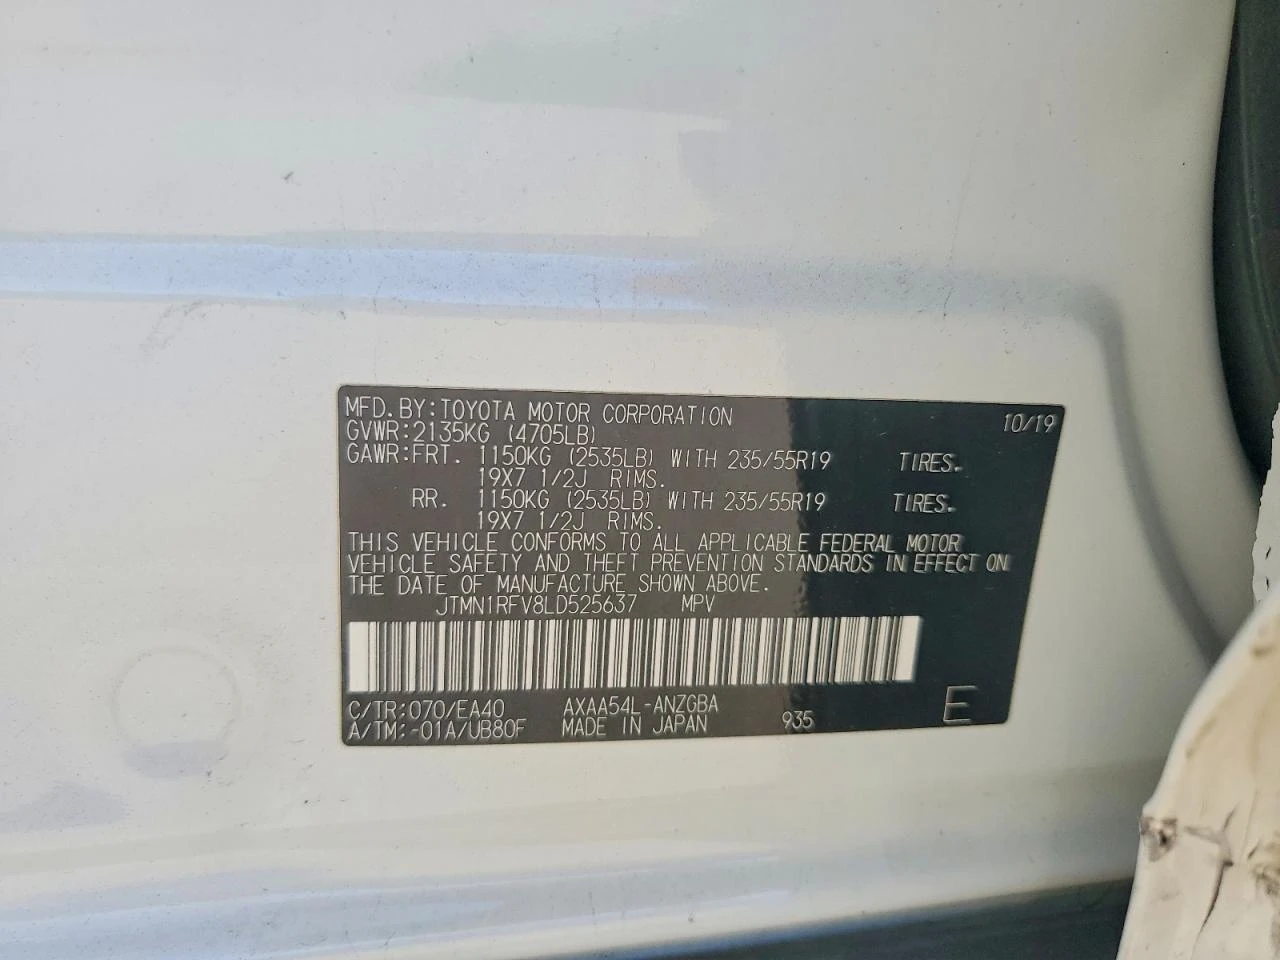 MFD.BY:TOYOTA MOTOR CORPORATION 10/19
GVWR:2135KG (4705LB)
GAWR:FRT. 1150KG (2535LB) WITH 235/55R19 TIRES.
19X7 1/2J RIMS.
RR. 1150KG (2535LB) WITH 235/55R19 TIRES.
19X7 1/2J RIMS.
THIS VEHICLE CONFORMS TO ALL APPLICABLE FEDERAL MOTOR
VEHICLE SAFETY AND THEFT PREVENTION STANDARDS IN EFFECT ON
THE DATE OF MANUFACTURE SHOWN ABOVE.
JTMN1RFV8LD525637 MPV
C/TR:070/EA40 AXAA54L-ANZGBA
A/TM:-01A/UB80F MADE IN JAPAN 935 E